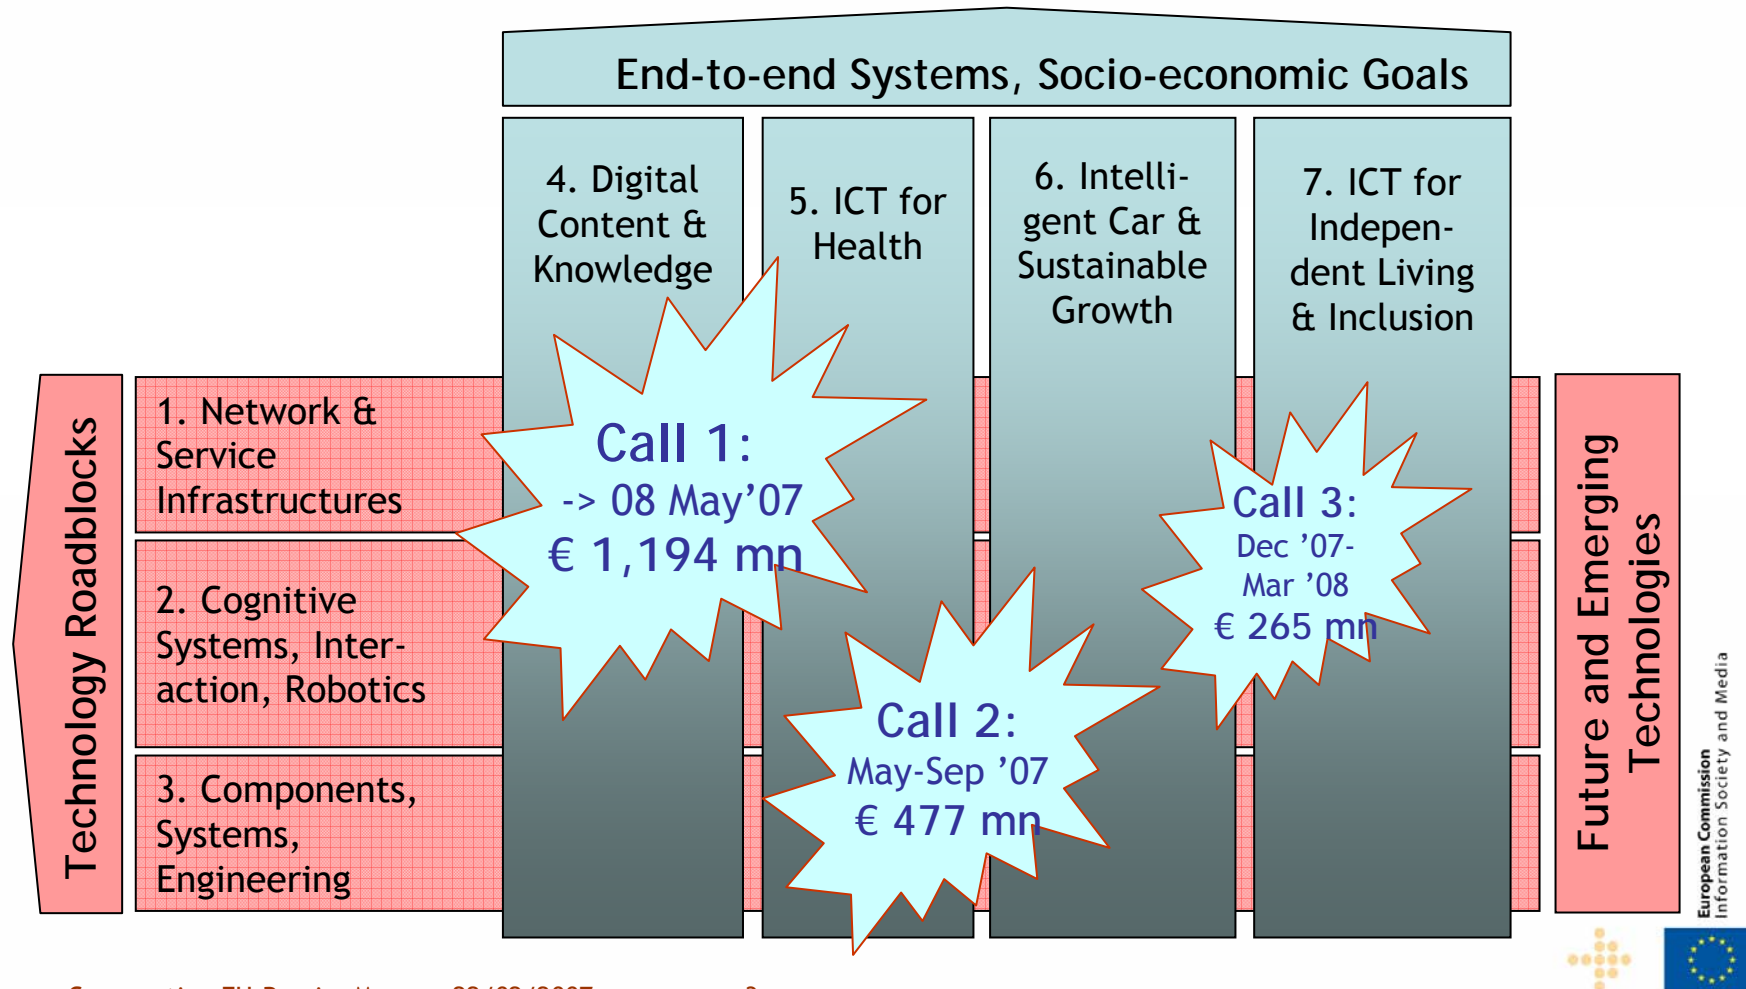 End-to-end Systems, Socio-economic Goals
4. Digital
Content &
Knowledge
5. ICT for
Health
6. Intelli-
gent Car &
Sustainable
Growth
7. ICT for
Indepen-
dent Living
& Inclusion
Technology Roadblocks
1. Network &
Service
Infrastructures
2. Cognitive
Systems, Inter-
action, Robotics
3. Components,
Systems,
Engineering
Call 1:
-> 08 May’07
€ 1,194 mn
Call 2:
May-Sep ’07
€ 477 mn
Call 3:
Dec ’07-
Mar ’08
€ 265 mn
Future and Emerging
Technologies
European Commission
Information Society and Media